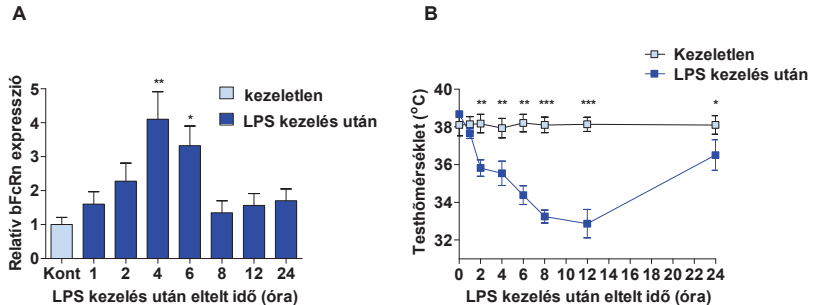 A
Relatív bFcRn expresszió
5
4
3
2
1
0
**
*
kezeletlen
LPS kezelés után
Kont 1 2 4 6 8 12 24
LPS kezelés után eltelt idő (óra)
B
Kezeletlen
LPS kezelés után
Testhőmérséklet (°C)
40
38
36
34
32
** ** ** *** *** *
0 2 4 6 8 10 12 14 16 18 20 22 24
LPS kezelés után eltelt idő (óra)